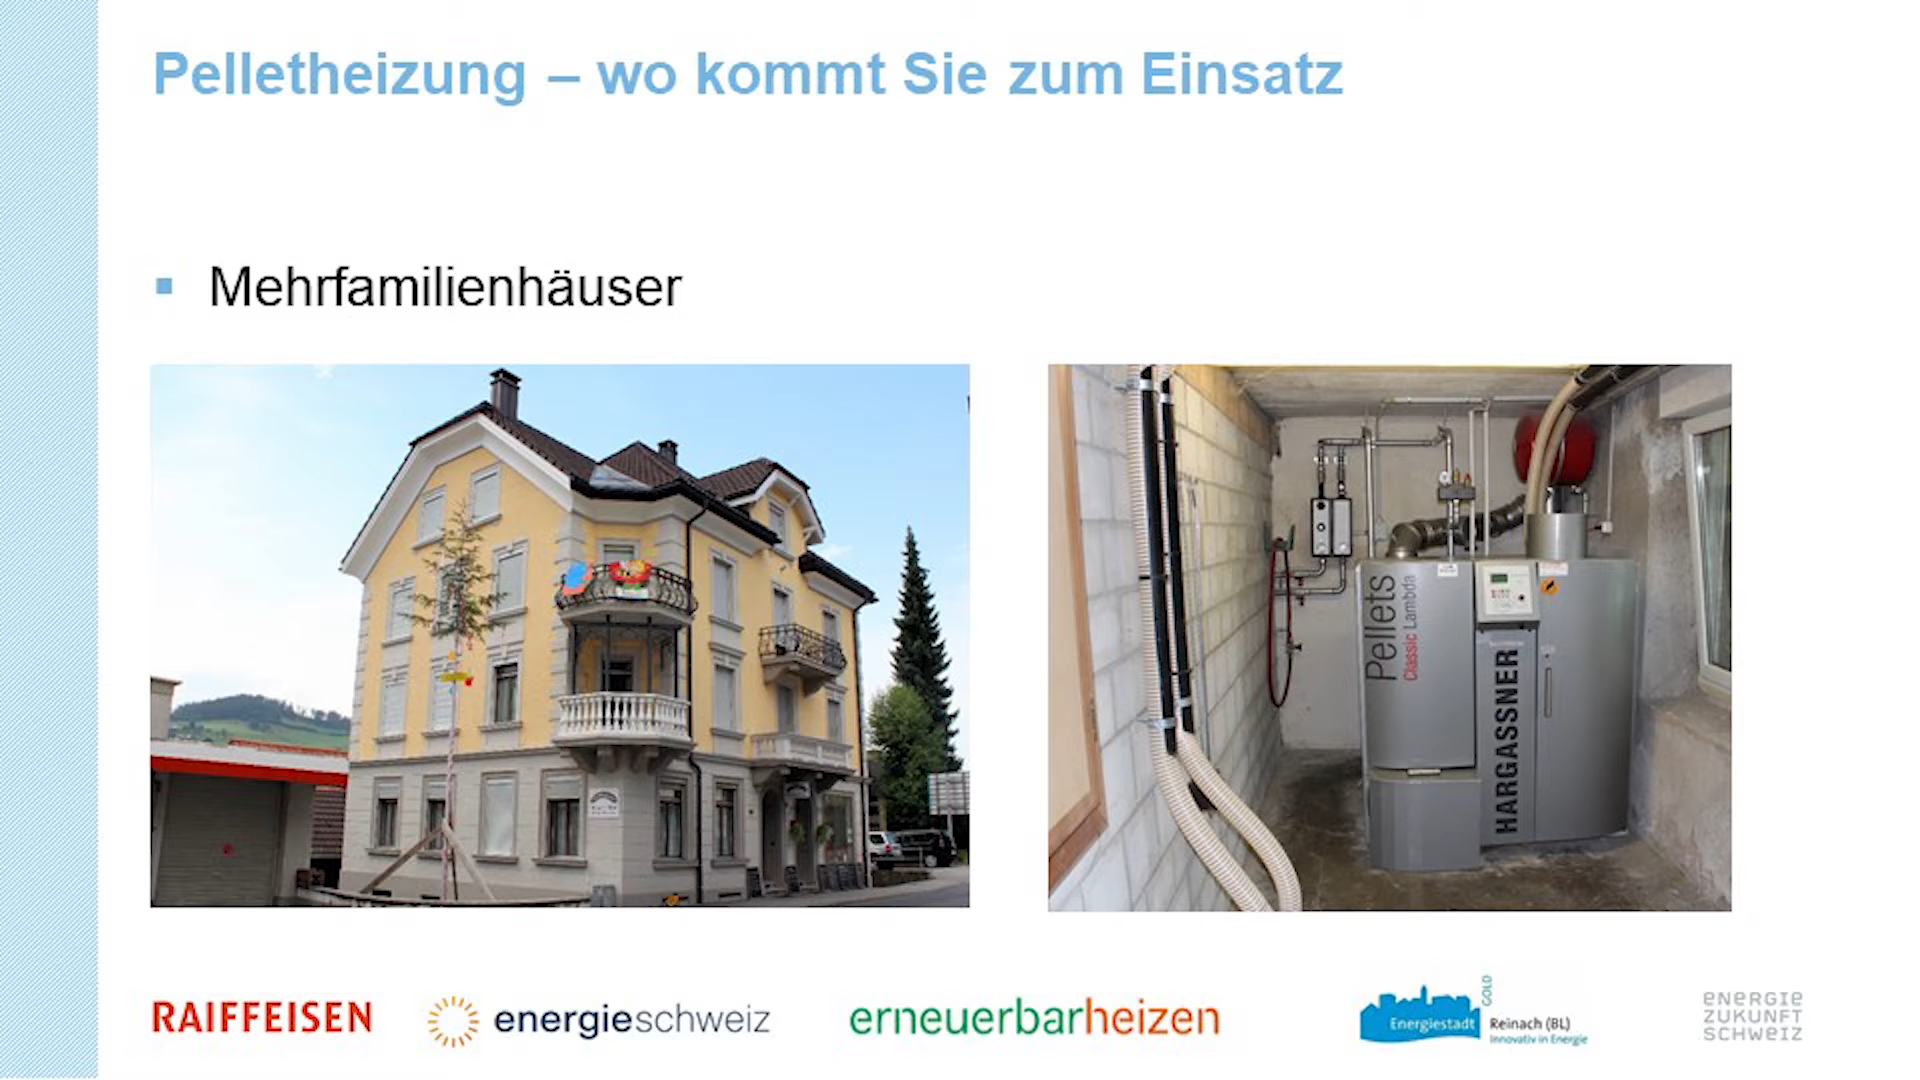 Pelletheizung – wo kommt Sie zum Einsatz
Mehrfamilienhäuser
Pellets
Classic Lambda
HARGASSNER
RAIFFEISEN
energieschweiz
erneuerbarheizen
Energiestadt
GOLD
Reinach (BL)
Innovativ in Energie
ENERGIE
ZUKUNFT
SCHWEIZ